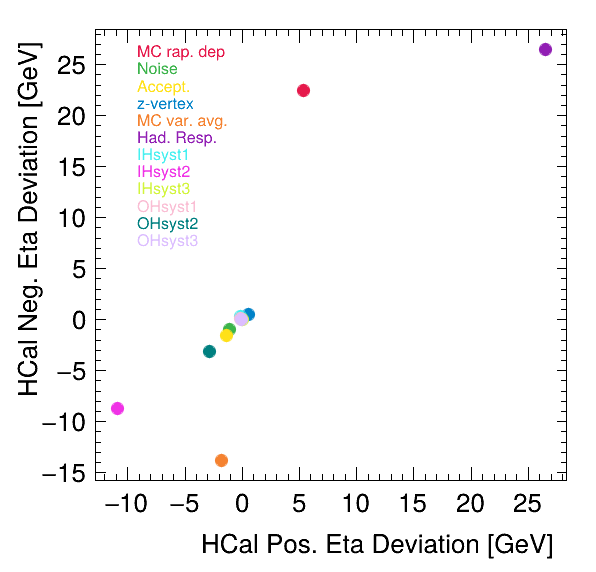 HCal Neg. Eta Deviation [GeV]
25
20
15
10
5
0
−5
−10
−15
MC rap. dep
Noise
Accept.
z-vertex
MC var. avg.
Had. Resp.
IHsyst1
IHsyst2
IHsyst3
OHsyst1
OHsyst2
OHsyst3
−10 −5 0 5 10 15 20 25
HCal Pos. Eta Deviation [GeV]